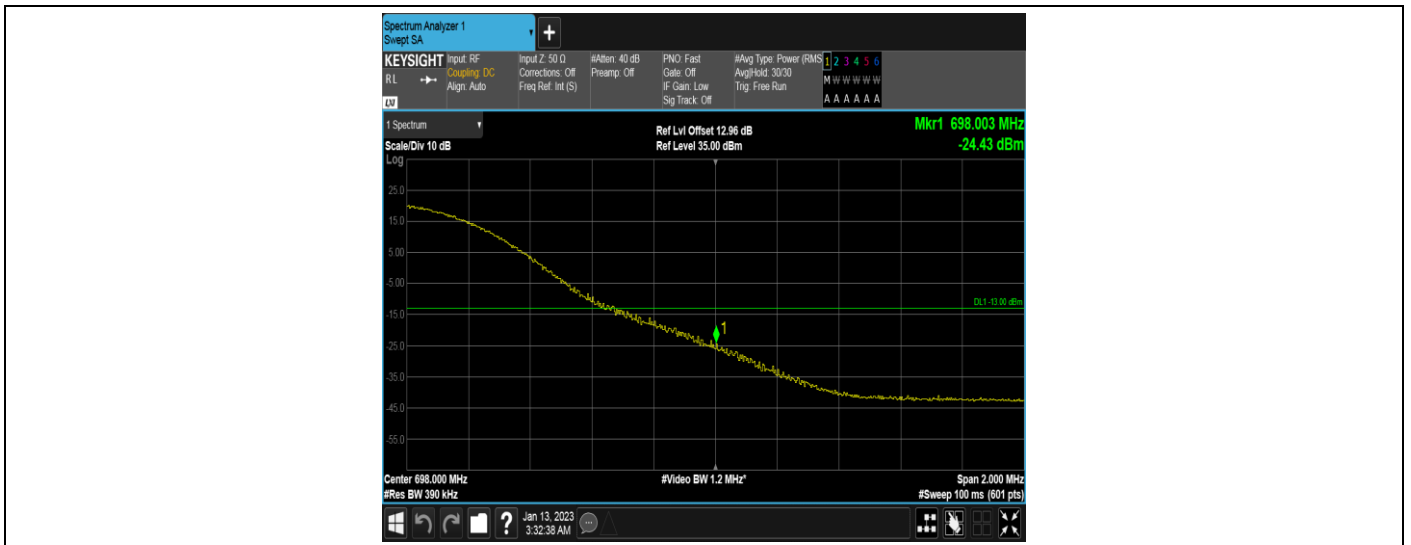 Spectrum Analyzer 1
Swept SA
+
KEYSIGHT Input: RF Input Z: 50 Ω #Atten: 40 dB PNO: Fast #Avg Type: Power (RMS 1 2 3 4 5 6
RL Coupling: DC Corrections: Off Preamp: Off Gate: Off Avg|Hold: 30/30 M W W W W W
Align: Auto Freq Ref: Int (S) IF Gain: Low Trig: Free Run
LXI Sig Track: Off A A A A A A
1 Spectrum Ref Lvl Offset 12.96 dB Mkr1 698.003 MHz
Scale/Div 10 dB Ref Level 35.00 dBm -24.43 dBm
Log
25.0
15.0
5.00
-5.00
DL1 -13.00 dBm
-15.0
1
-25.0
-35.0
-45.0
-55.0
Center 698.000 MHz #Video BW 1.2 MHz* Span 2.000 MHz
#Res BW 390 kHz #Sweep 100 ms (601 pts)
? Jan 13, 2023
3:32:38 AM